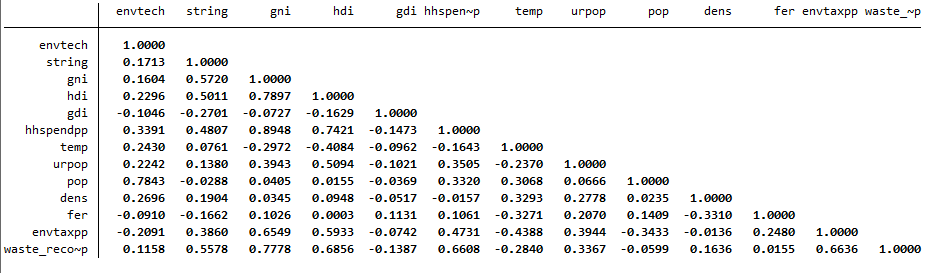 envtech string gni hdi gdi hhspen~p temp urpop pop dens fer envtaxpp waste_~p
envtech 1.0000
string 0.1713 1.0000
gni 0.1604 0.5720 1.0000
hdi 0.2296 0.5011 0.7897 1.0000
gdi -0.1046 -0.2701 -0.0727 -0.1629 1.0000
hhspendpp 0.3391 0.4807 0.8948 0.7421 -0.1473 1.0000
temp 0.2430 0.0761 -0.2972 -0.4084 -0.0962 -0.1643 1.0000
urpop 0.2242 0.1380 0.3943 0.5094 -0.1021 0.3505 -0.2370 1.0000
pop 0.7843 -0.0288 0.0405 0.0155 -0.0369 0.3320 0.3068 0.0666 1.0000
dens 0.2696 0.1904 0.0345 0.0948 -0.0517 -0.0157 0.3293 0.2778 0.0235 1.0000
fer -0.0910 -0.1662 0.1026 0.0003 0.1131 0.1061 -0.3271 0.2070 0.1409 -0.3310 1.0000
envtaxpp -0.2091 0.3860 0.6549 0.5933 -0.0742 0.4731 -0.4388 0.3944 -0.3433 -0.0136 0.2480 1.0000
waste_reco~p 0.1158 0.5578 0.7778 0.6856 -0.1387 0.6608 -0.2840 0.3367 -0.0599 0.1636 0.0155 0.6636 1.0000